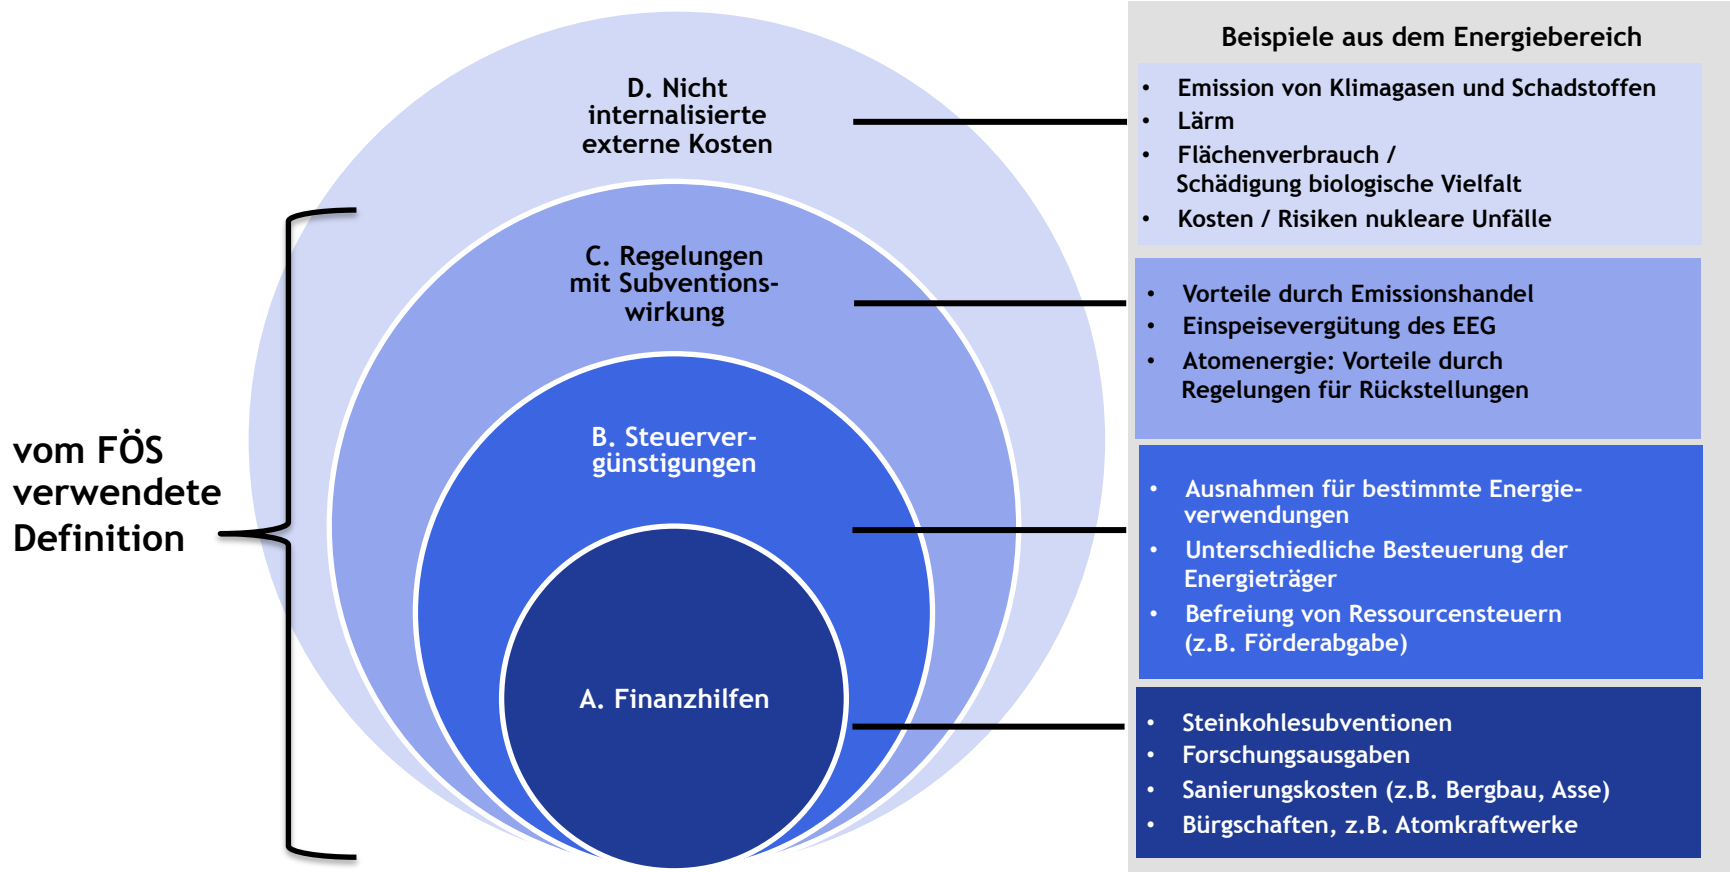 vom FÖS
verwendete
Definition
D. Nicht
internalisierte
externe Kosten
C. Regelungen
mit Subventions-
wirkung
B. Steuerver-
günstigungen
A. Finanzhilfen
Beispiele aus dem Energiebereich
• Emission von Klimagasen und Schadstoffen
• Lärm
• Flächenverbrauch /
Schädigung biologische Vielfalt
• Kosten / Risiken nukleare Unfälle
• Vorteile durch Emissionshandel
• Einspeisevergütung des EEG
• Atomenergie: Vorteile durch
Regelungen für Rückstellungen
• Ausnahmen für bestimmte Energie-
verwendungen
• Unterschiedliche Besteuerung der
Energieträger
• Befreiung von Ressourcensteuern
(z.B. Förderabgabe)
• Steinkohlesubventionen
• Forschungsausgaben
• Sanierungskosten (z.B. Bergbau, Asse)
• Bürgschaften, z.B. Atomkraftwerke